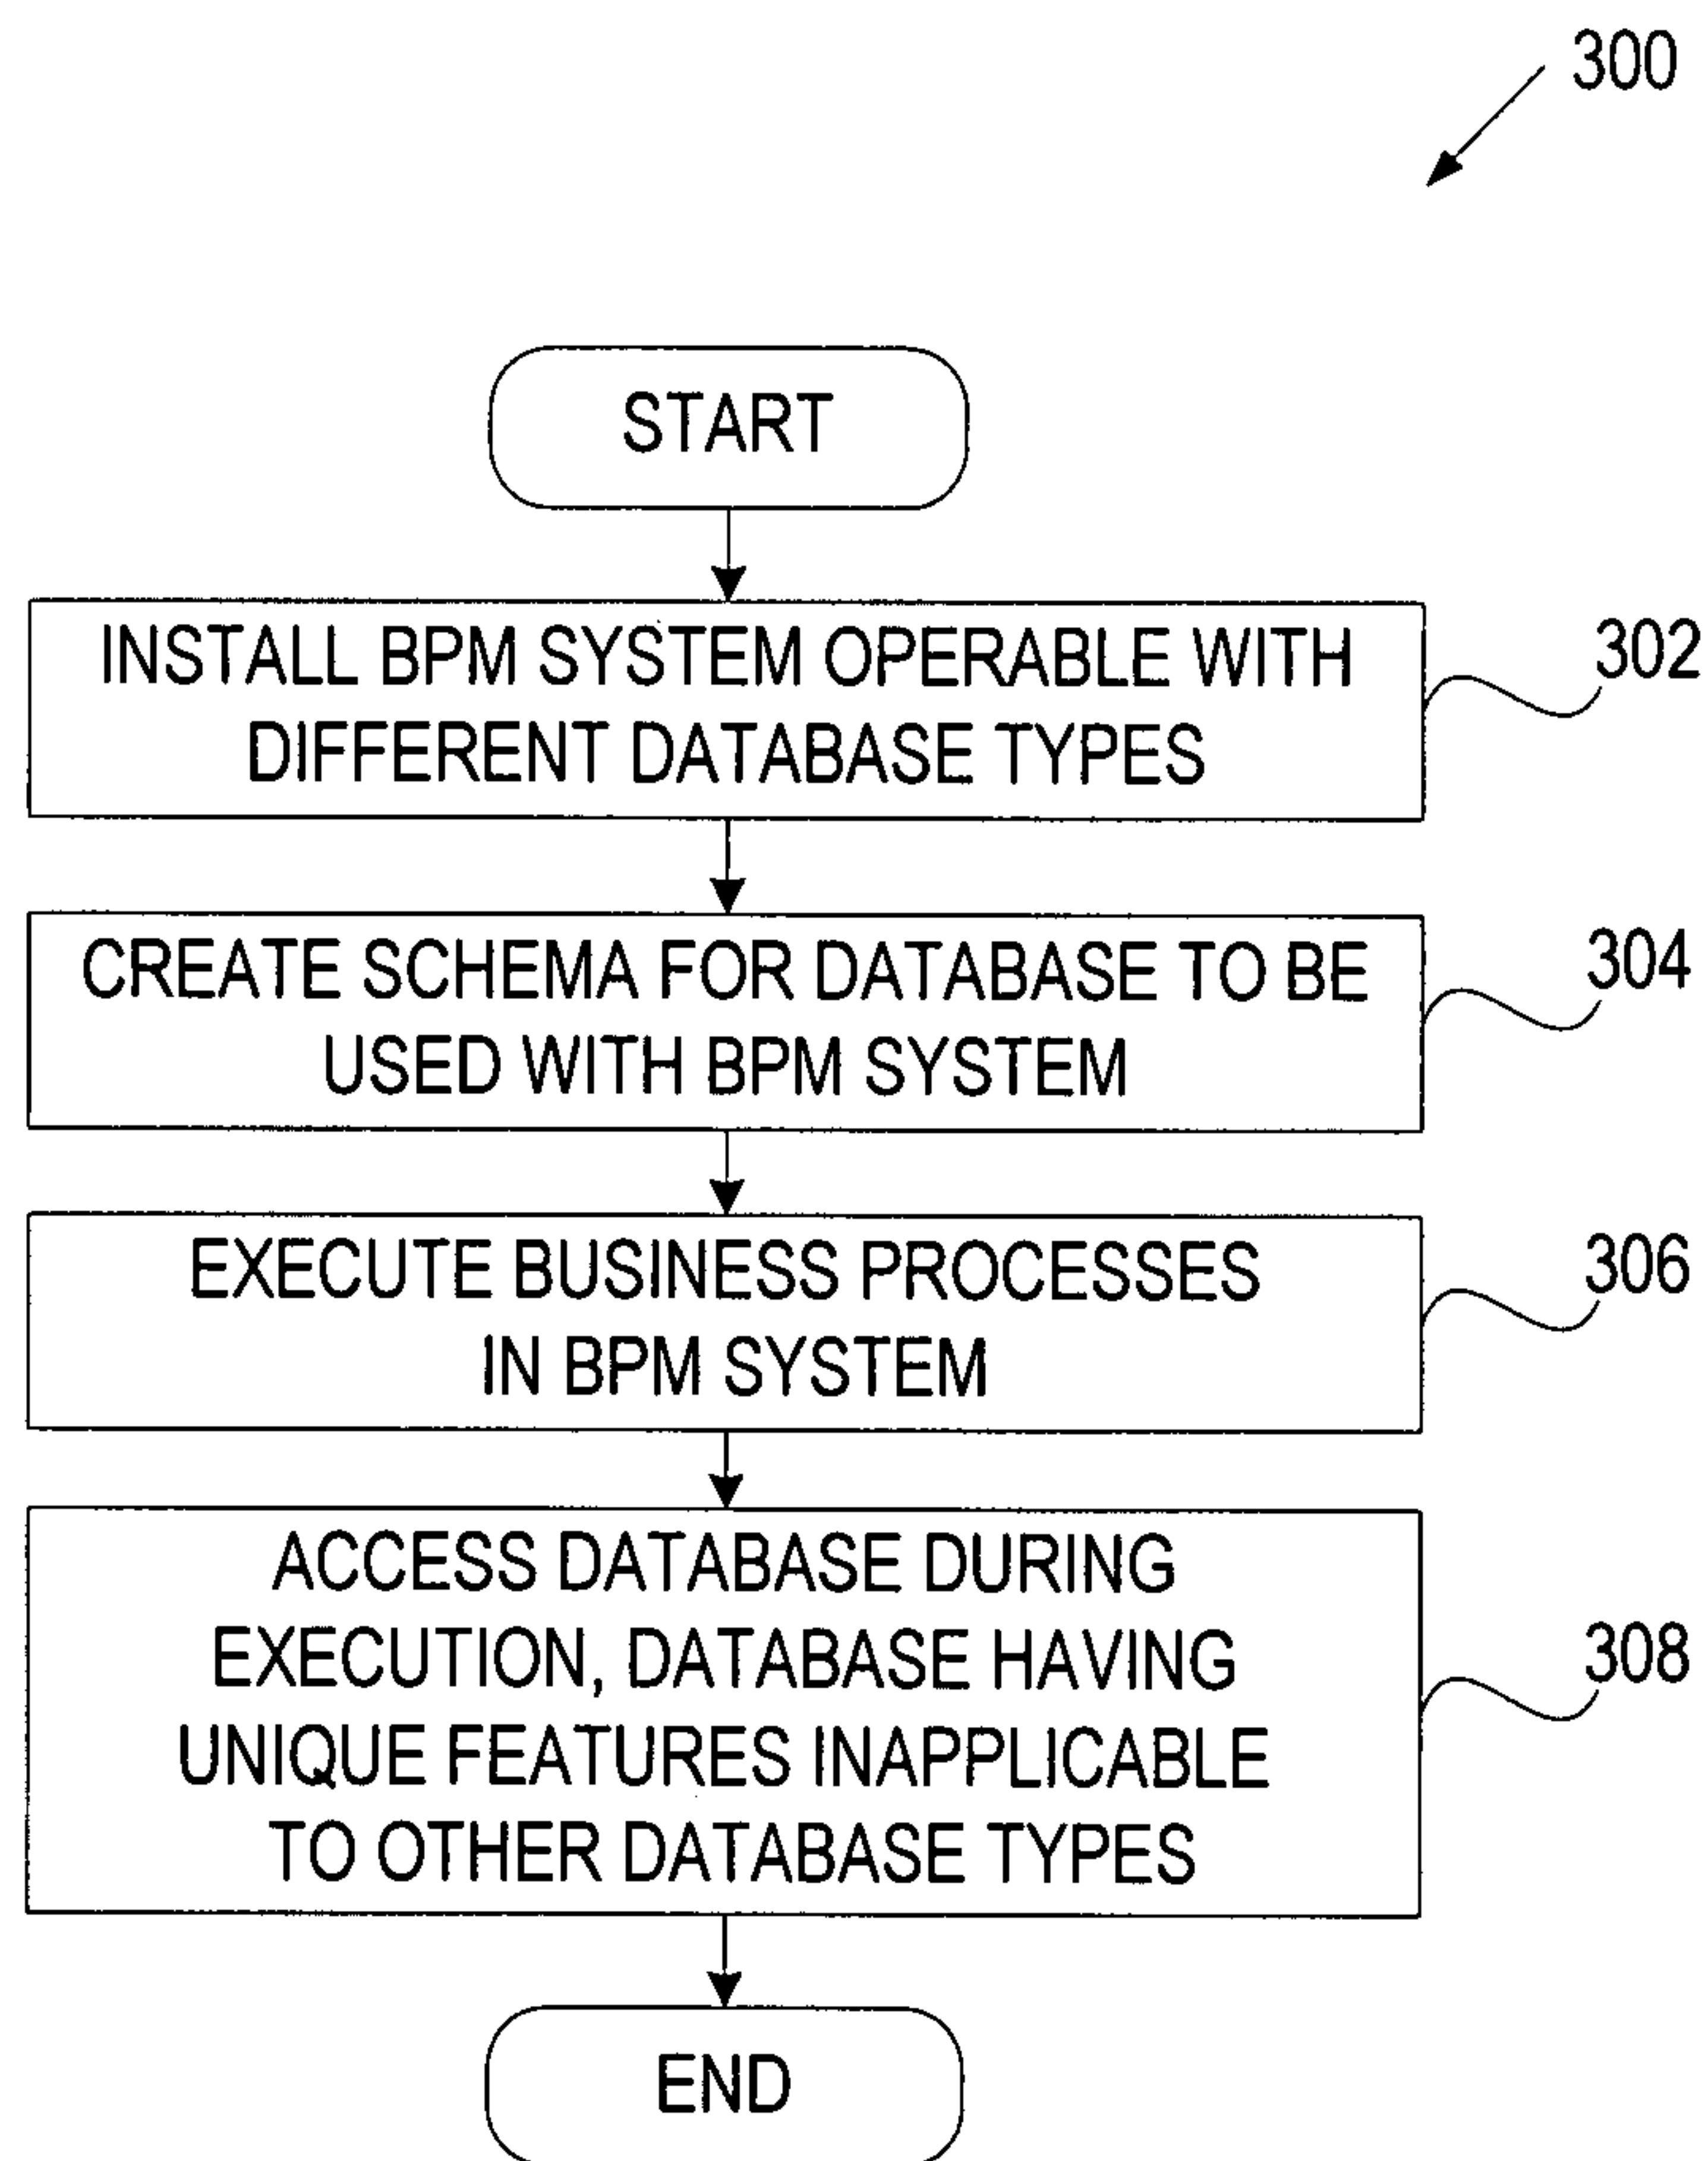 300
START
INSTALL BPM SYSTEM OPERABLE WITH
DIFFERENT DATABASE TYPES
302
CREATE SCHEMA FOR DATABASE TO BE
USED WITH BPM SYSTEM
304
EXECUTE BUSINESS PROCESSES
IN BPM SYSTEM
306
ACCESS DATABASE DURING
EXECUTION, DATABASE HAVING
UNIQUE FEATURES INAPPLICABLE
TO OTHER DATABASE TYPES
308
END